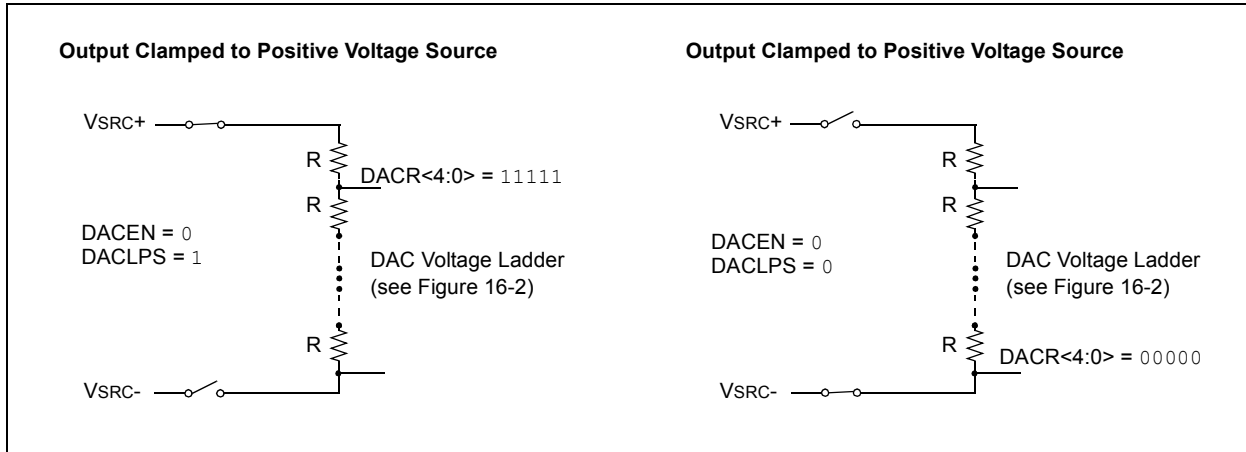 Output Clamped to Positive Voltage Source
VSRC+
R
DACR<4:0> = 11111
R
DACEN = 0
DACLPS = 1
DAC Voltage Ladder
(see Figure 16-2)
R
VSRC-
Output Clamped to Positive Voltage Source
VSRC+
R
R
DACEN = 0
DACLPS = 0
DAC Voltage Ladder
(see Figure 16-2)
R
DACR<4:0> = 00000
VSRC-